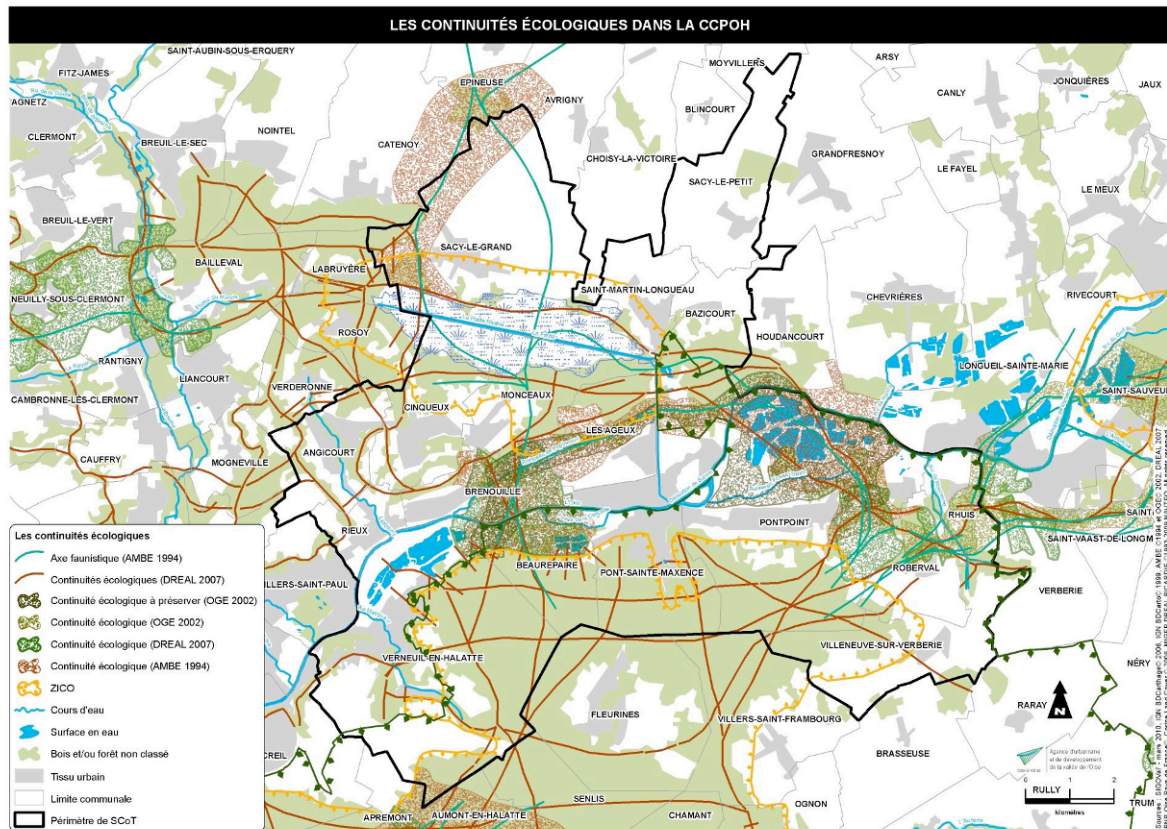 LES CONTINUITÉS ÉCOLOGIQUES DANS LA CCPOH
SAINT-AUBIN-SOUS-ERQUERY
FITZ-JAMES
AGNETZ
CLERMONT
BREUIL-LE-SEC
NOINTEL
CATENOY
EPINEUSE
AVRIGNY
MOYVILLERS
ARSY
BLINCOURT
CANLY
JONQUIÈRES
JAUX
CHOISY-LA-VICTOIRE
GRANDFRESNOY
LE FAYEL
SACY-LE-PETIT
LE MEUX
BREUIL-LE-VERT
BAILLEVAL
SACY-LE-GRAND
LABRUYÈRE
NEUILLY-SOUS-CLERMONT
SAINT-MARTIN-LONGUEAU
CHEVRIÈRES
RIVECOURT
BAZICOURT
ROSOY
HOUDANCOURT
RANTIGNY
LIANCOURT
LONGUEIL-SAINTE-MARIE
VERDERONNE
SAINT-SAUVEUR
CAMBRONNE-LÈS-CLERMONT
MONCEAUX
CINQUEUX
LES AGEUX
ANGICOURT
CAUFFRY
MOGNEVILLE
BRENOUILLE
RHUIS
SAINT-
RIEUX
PONTPOINT
SAINT-VAAST-DE-LONGM
BEAUREPAIRE
PONT-SAINTE-MAXENCE
ROBERVAL
VILLERS-SAINT-PAUL
VERBERIE
VERNEUIL-EN-HALATTE
VILLENEUVE-SUR-VERBERIE
NÉRY
FLEURINES
VILLERS-SAINT-FRAMBOURG
RARAY
CREIL
BRASSEUSE
SENLIS
OGNON
APREMONT
AUMONT-EN-HALATTE
CHAMANT
TRUM
Les continuités écologiques
Axe faunistique (AMBE 1994)
Continuités écologiques (DREAL 2007)
Continuité écologique à préserver (OGE 2002)
Continuité écologique (OGE 2002)
Continuité écologique (DREAL 2007)
Continuité écologique (AMBE 1994)
ZICO
Cours d'eau
Surface en eau
Bois et/ou forêt non classé
Tissu urbain
Limite communale
Périmètre de SCoT
N
Agence d'urbanisme
et de développement
de la vallée de l'Oise
0 1 2
RULLY
kilomètres